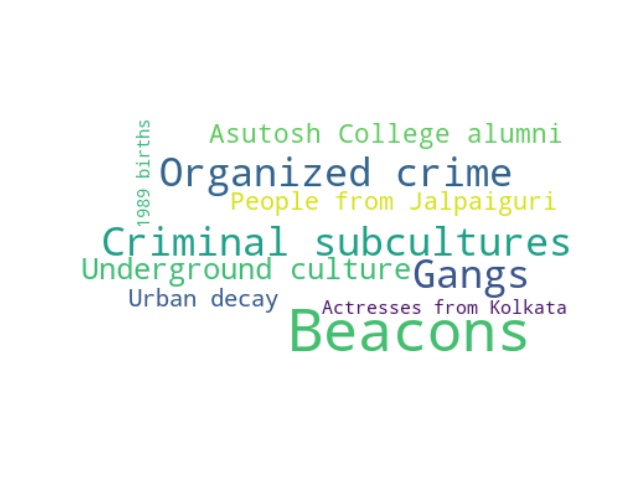 1989 births
Asutosh College alumni
Organized crime
People from Jalpaiguri
Criminal subcultures
Underground culture
Gangs
Urban decay
Actresses from Kolkata
Beacons